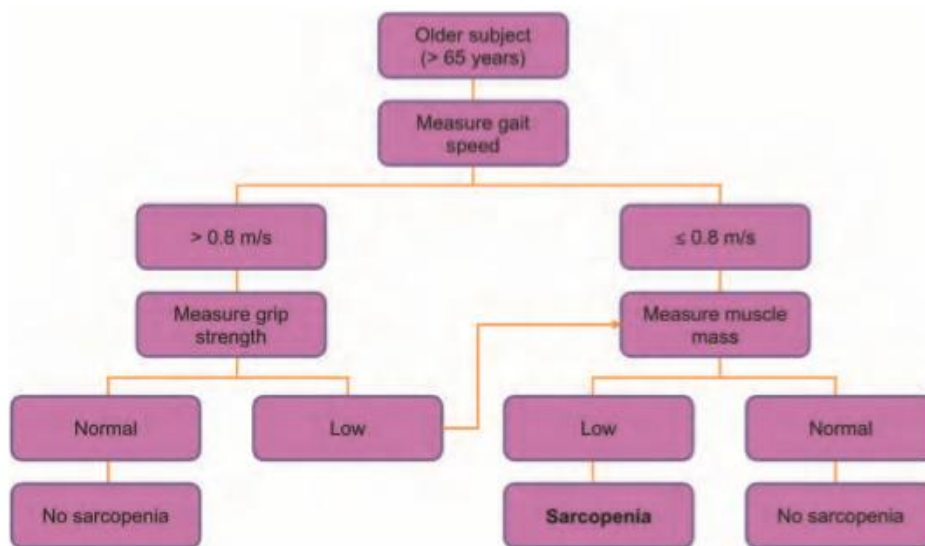 Older subject
(> 65 years)
Measure gait
speed
> 0.8 m/s
≤ 0.8 m/s
Measure grip
strength
Measure muscle
mass
Normal
Low
Low
Normal
No sarcopenia
Sarcopenia
No sarcopenia